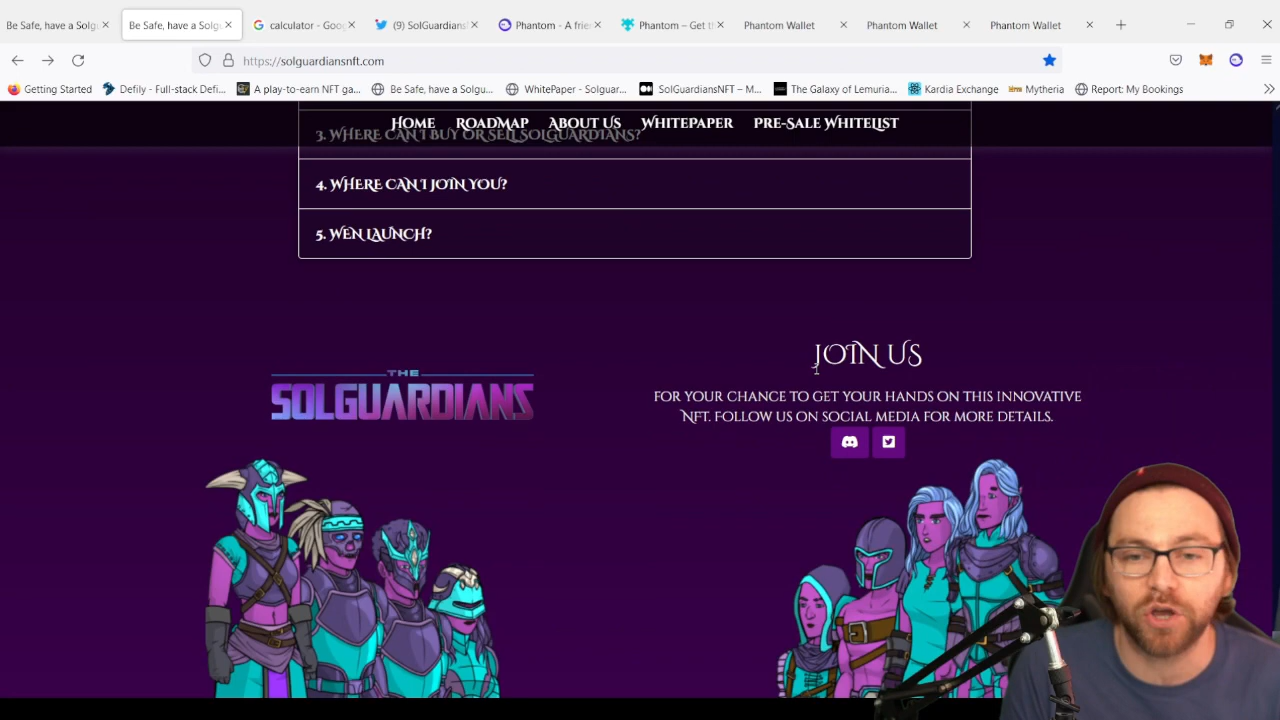 Be Safe, have a Solg
Be Safe, have a Solgu
calculator - Goog
(9) SolGuardians
Phantom - A frie
Phantom – Get th
Phantom Wallet
Phantom Wallet
Phantom Wallet
https://solguardiansnft.com
Getting Started
Defily - Full-stack Defi...
A play-to-earn NFT ga...
Be Safe, have a Solgu...
WhitePaper - Solguar...
SolGuardiansNFT – M...
The Galaxy of Lemuria...
Kardia Exchange
Mytheria
Report: My Bookings
HOME ROADMAP ABOUT US WHITEPAPER PRE-SALE WHITELIST
3. WHERE CAN I BUY OR SELL SOLGUARDIANS?
4. WHERE CAN I JOIN YOU?
5. WEN LAUNCH?
THE
SOLGUARDIANS
JOIN US
FOR YOUR CHANCE TO GET YOUR HANDS ON THIS INNOVATIVE
NFT. FOLLOW US ON SOCIAL MEDIA FOR MORE DETAILS.